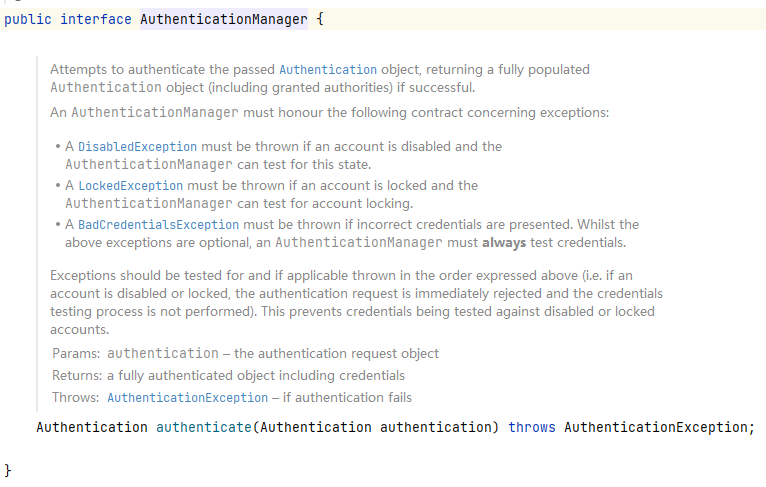 public interface AuthenticationManager {
Attempts to authenticate the passed Authentication object, returning a fully populated
Authentication object (including granted authorities) if successful.
An AuthenticationManager must honour the following contract concerning exceptions:
• A DisabledException must be thrown if an account is disabled and the
AuthenticationManager can test for this state.
• A LockedException must be thrown if an account is locked and the
AuthenticationManager can test for account locking.
• A BadCredentialsException must be thrown if incorrect credentials are presented. Whilst the
above exceptions are optional, an AuthenticationManager must always test credentials.
Exceptions should be tested for and if applicable thrown in the order expressed above (i.e. if an
account is disabled or locked, the authentication request is immediately rejected and the credentials
testing process is not performed). This prevents credentials being tested against disabled or locked
accounts.
Params: authentication – the authentication request object
Returns: a fully authenticated object including credentials
Throws: AuthenticationException – if authentication fails
Authentication authenticate(Authentication authentication) throws AuthenticationException;
}